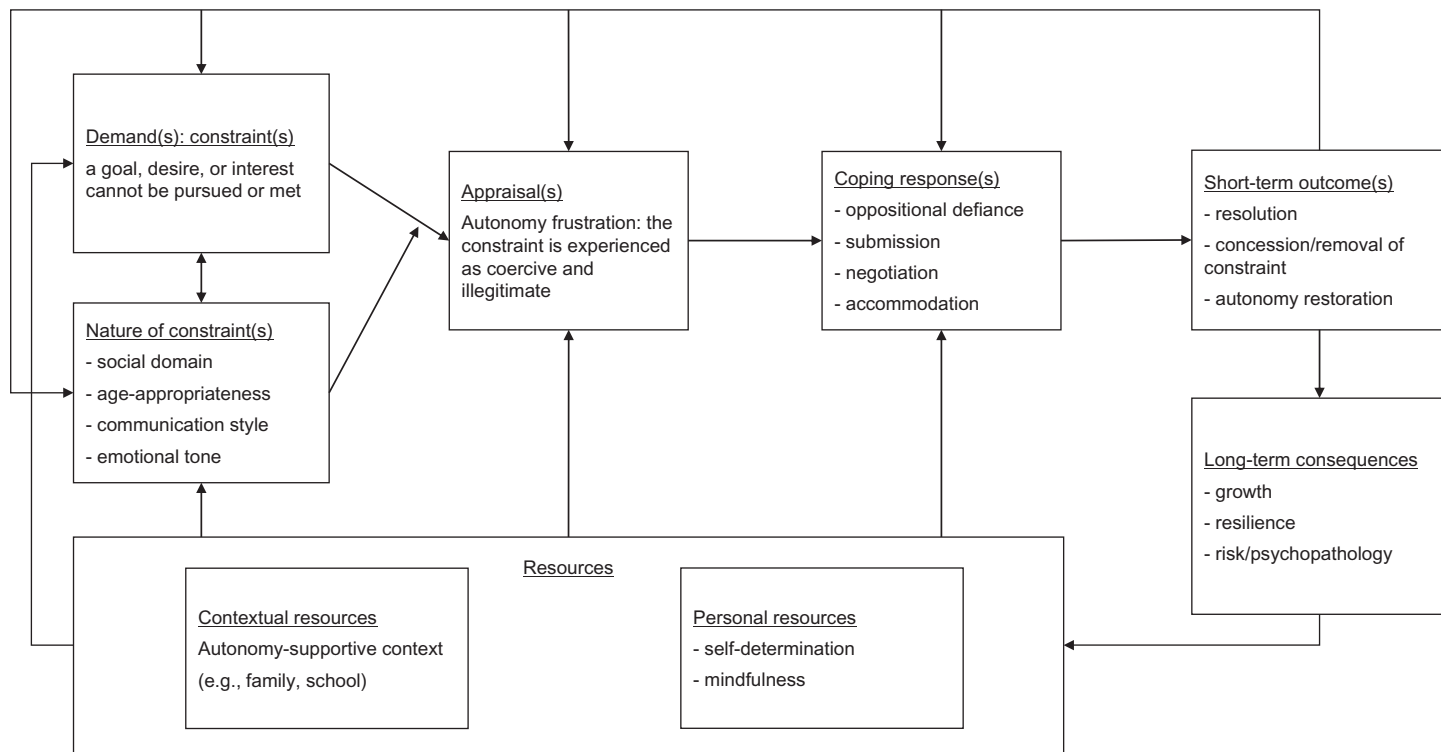 Demand(s): constraint(s)
a goal, desire, or interest
cannot be pursued or met
Nature of constraint(s)
- social domain
- age-appropriateness
- communication style
- emotional tone
Appraisal(s)
Autonomy frustration: the
constraint is experienced
as coercive and
illegitimate
Coping response(s)
- oppositional defiance
- submission
- negotiation
- accommodation
Short-term outcome(s)
- resolution
- concession/removal of
constraint
- autonomy restoration
Long-term consequences
- growth
- resilience
- risk/psychopathology
Resources
Contextual resources
Autonomy-supportive context
(e.g., family, school)
Personal resources
- self-determination
- mindfulness